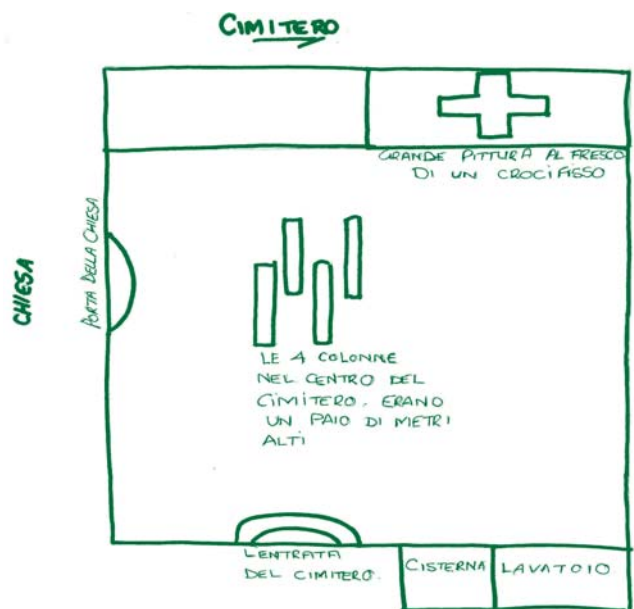 CIMITERO
GRANDE PITTURA AL FRESCO
DI UN CROCIFISSO
CHIESA
PORTA DELLA CHIESA
LE 4 COLONNE
NEL CENTRO DEL
CIMITERO. ERANO
UN PAIO DI METRI
ALTI
LENTRATA
DEL CIMITERO.
CISTERNA
LAVATOIO